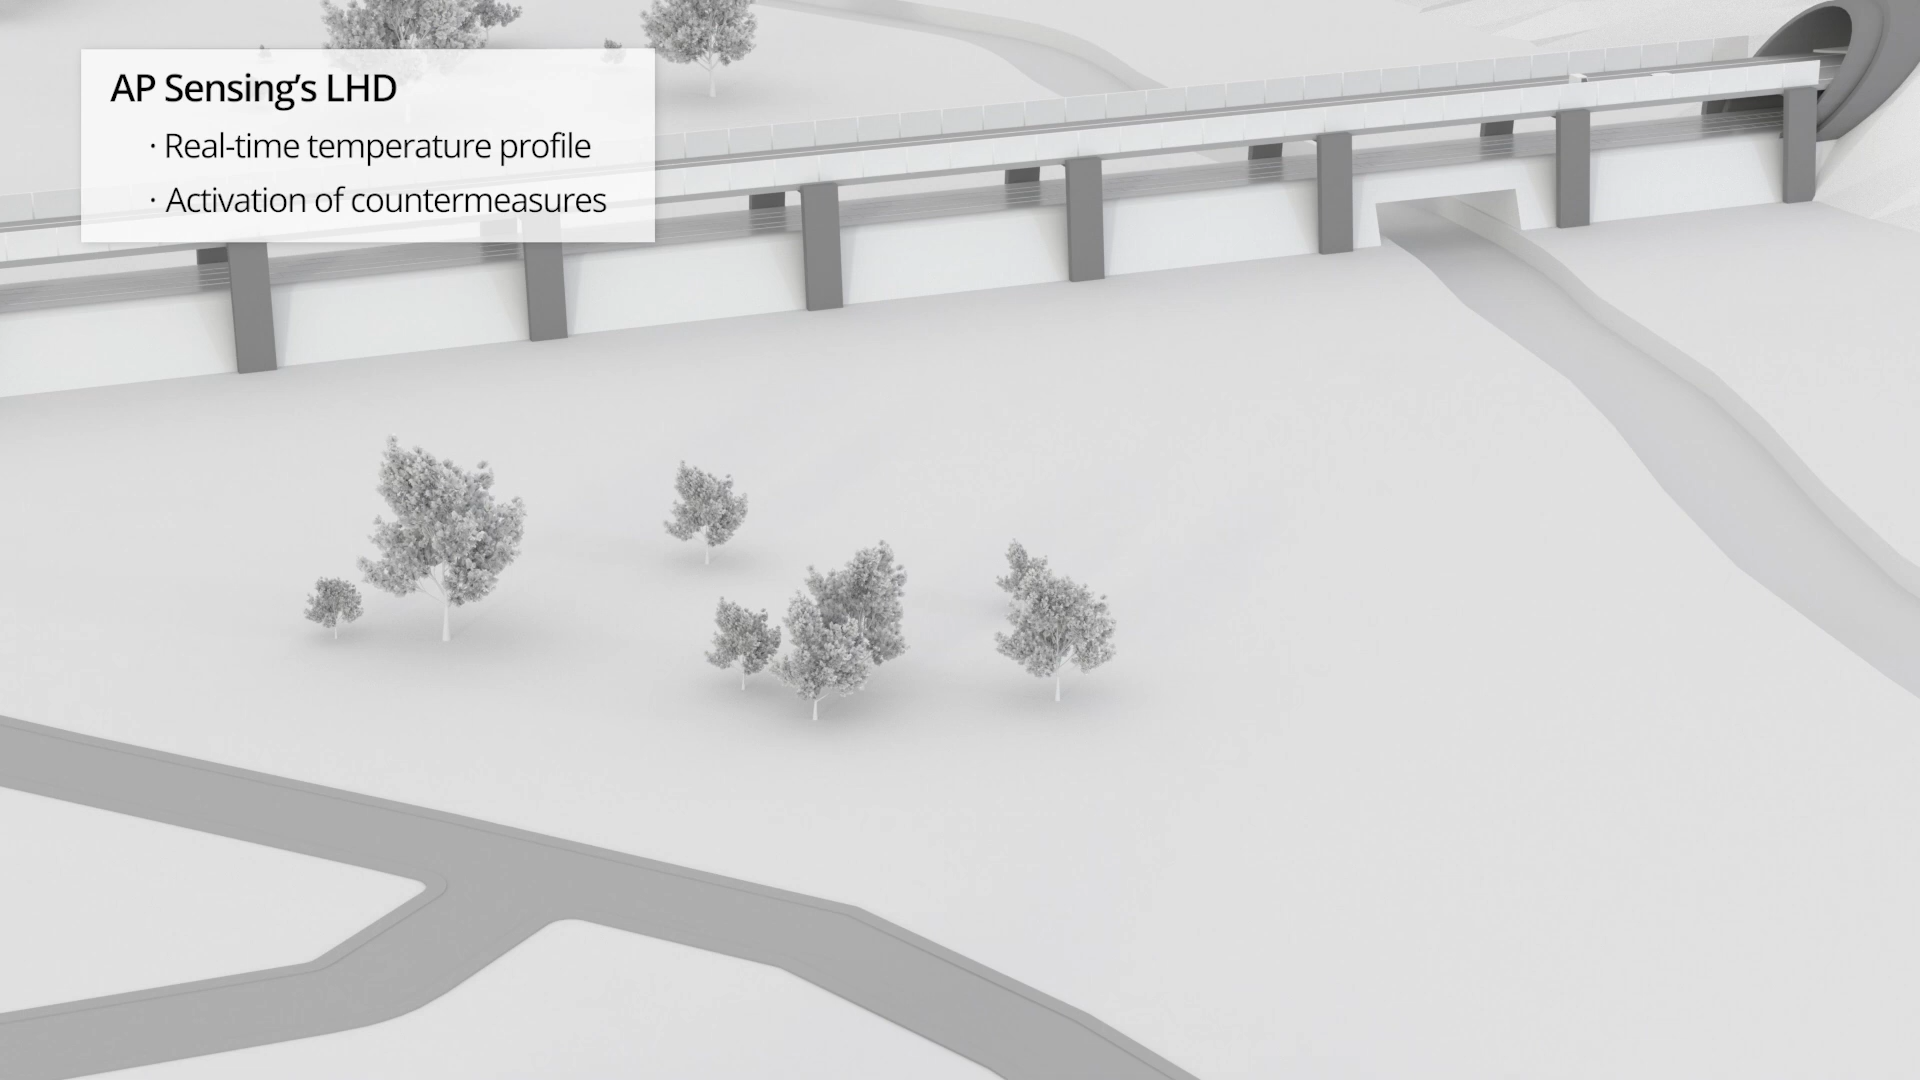 AP Sensing’s LHD
· Real-time temperature profile
· Activation of countermeasures